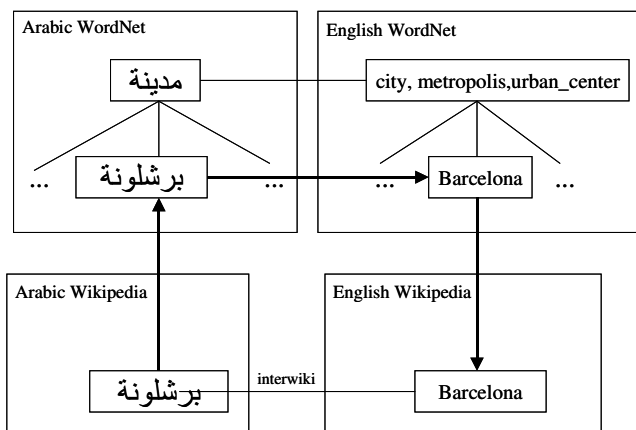 Arabic WordNet
English WordNet
مدينة
city, metropolis,urban_center
...
برشلونة
...
...
Barcelona
...
Arabic Wikipedia
English Wikipedia
برشلونة
interwiki
Barcelona